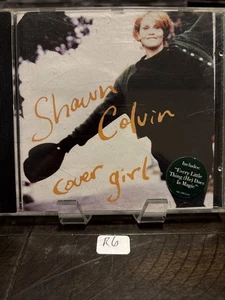 Shawn
Colvin
cover girl
Includes
"Every Little
Thing (He) Does
Is Magic"
R6